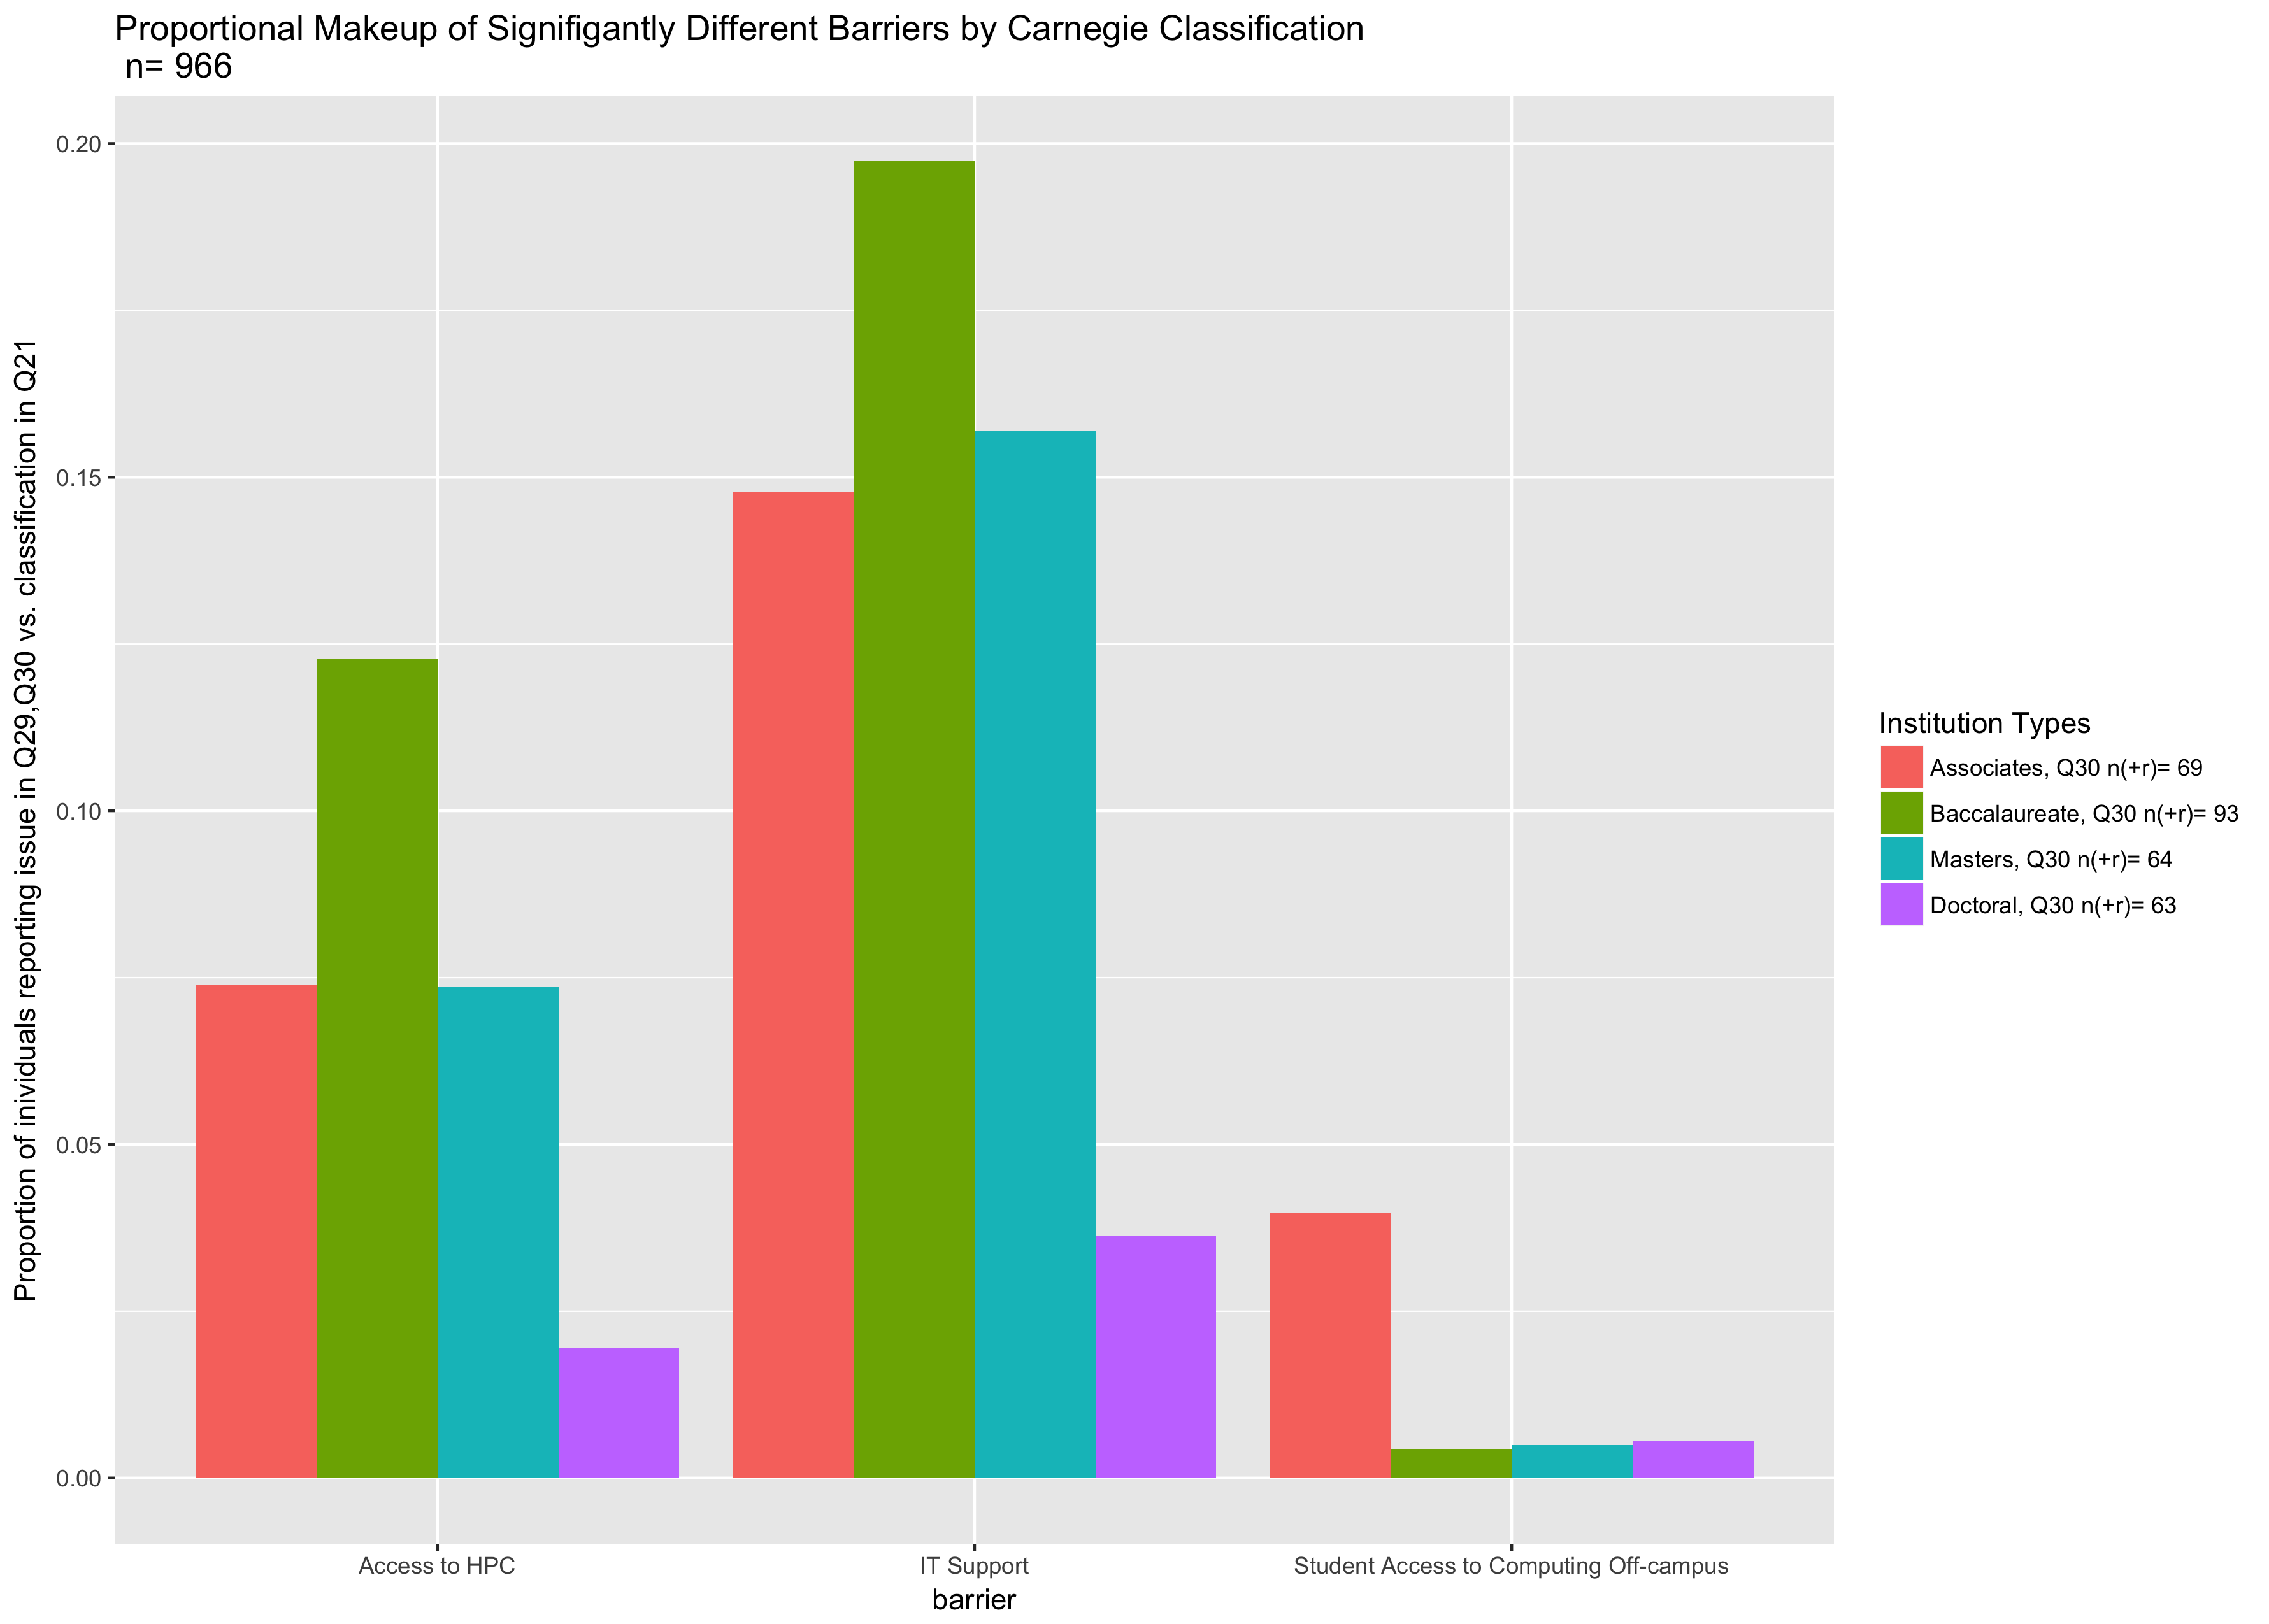 Proportional Makeup of Signifigantly Different Barriers by Carnegie Classification
n= 966
Proportion of inividuals reporting issue in Q29,Q30 vs. classification in Q21
0.20
0.15
0.10
0.05
0.00
Access to HPC
IT Support
Student Access to Computing Off-campus
barrier
Institution Types
Associates, Q30 n(+r)= 69
Baccalaureate, Q30 n(+r)= 93
Masters, Q30 n(+r)= 64
Doctoral, Q30 n(+r)= 63